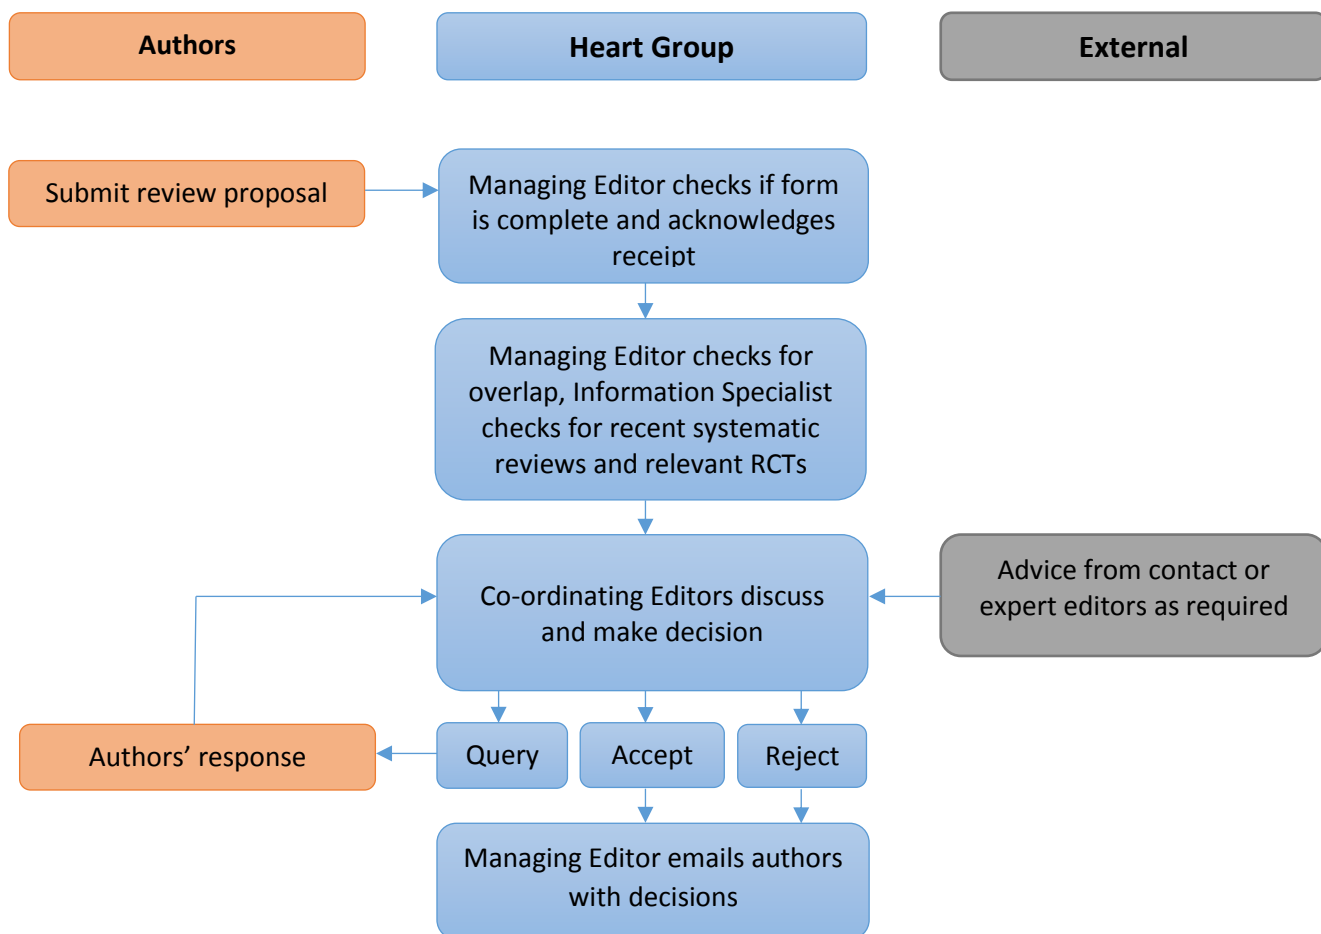 Authors
Heart Group
External
Submit review proposal
Managing Editor checks if form
is complete and acknowledges
receipt
Managing Editor checks for
overlap, Information Specialist
checks for recent systematic
reviews and relevant RCTs
Co-ordinating Editors discuss
and make decision
Advice from contact or
expert editors as required
Authors’ response
Query
Accept
Reject
Managing Editor emails authors
with decisions